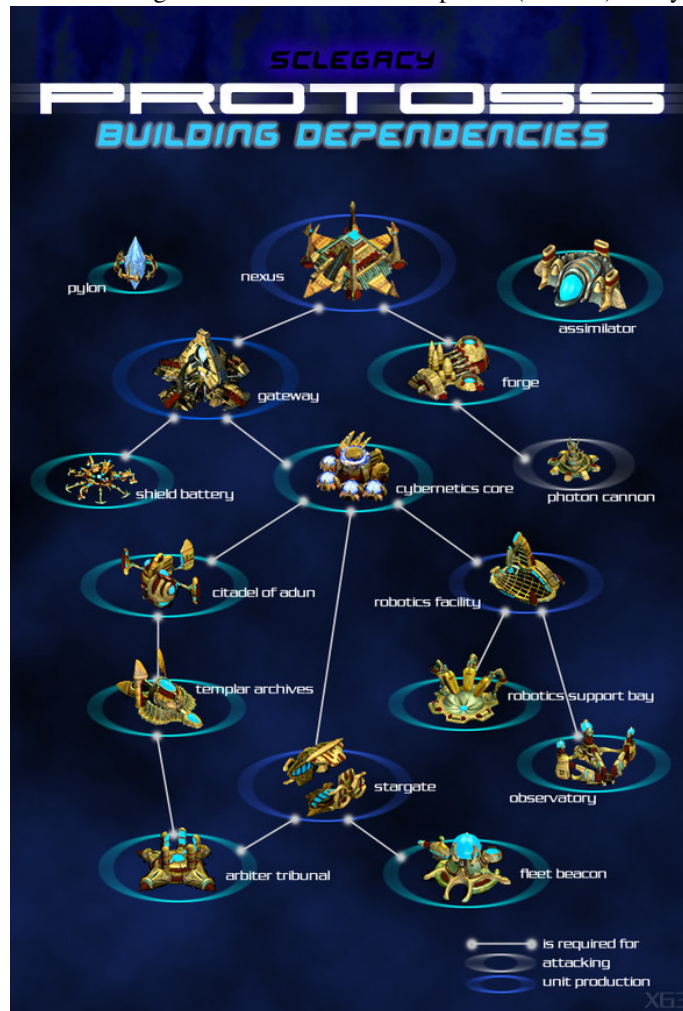 SCLEGACY
PROTOSS
BUILDING DEPENDENCIES
pylon
nexus
assimilator
gateway
forge
shield battery
cybernetics core
photon cannon
citadel of adun
robotics facility
templar archives
robotics support bay
stargate
observatory
arbiter tribunal
fleet beacon
is required for
attacking
unit production